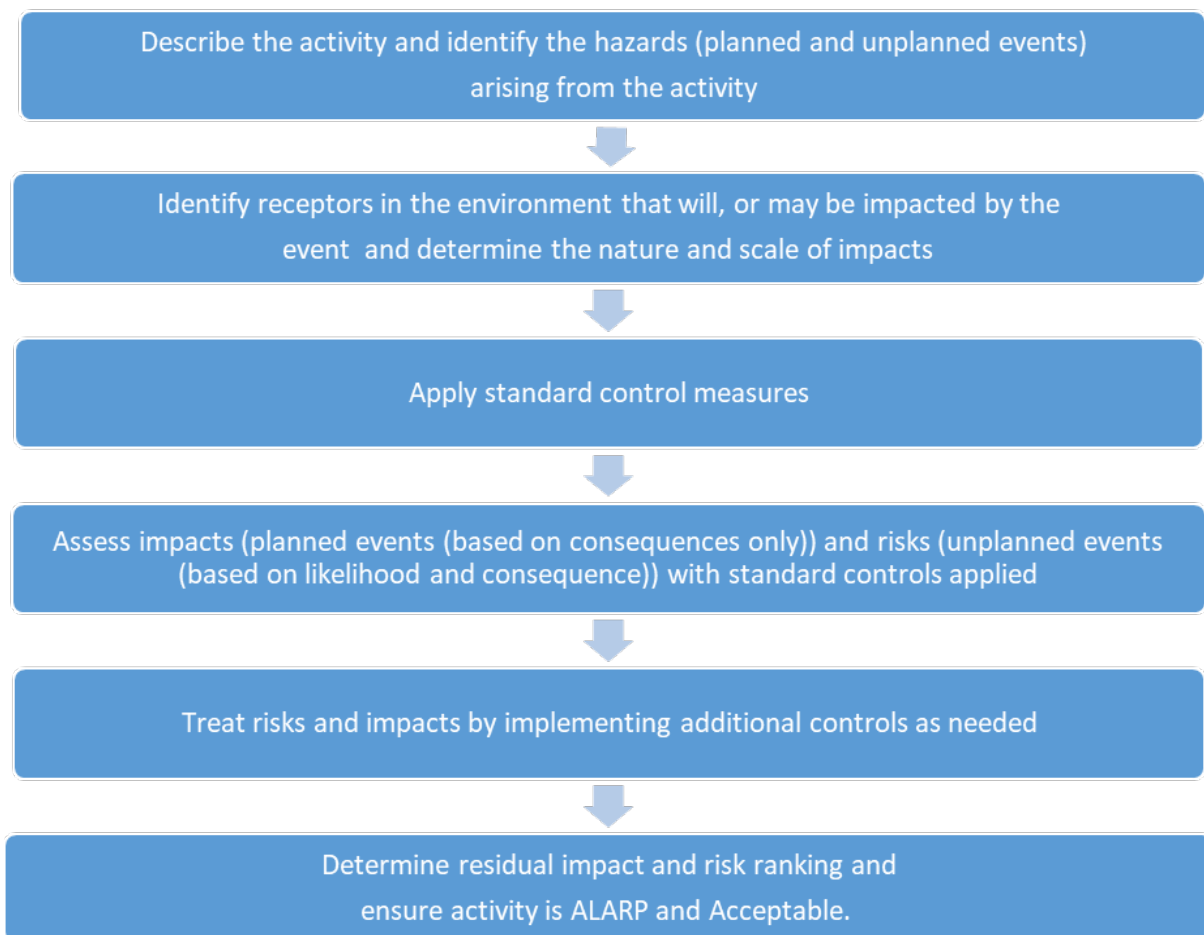 Describe the activity and identify the hazards (planned and unplanned events)
arising from the activity
Identify receptors in the environment that will, or may be impacted by the
event and determine the nature and scale of impacts
Apply standard control measures
Assess impacts (planned events (based on consequences only)) and risks (unplanned events
(based on likelihood and consequence)) with standard controls applied
Treat risks and impacts by implementing additional controls as needed
Determine residual impact and risk ranking and
ensure activity is ALARP and Acceptable.